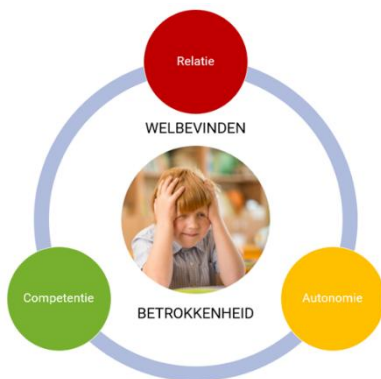 Relatie
WELBEVINDEN
Competentie
Autonomie
BETROKKENHEID